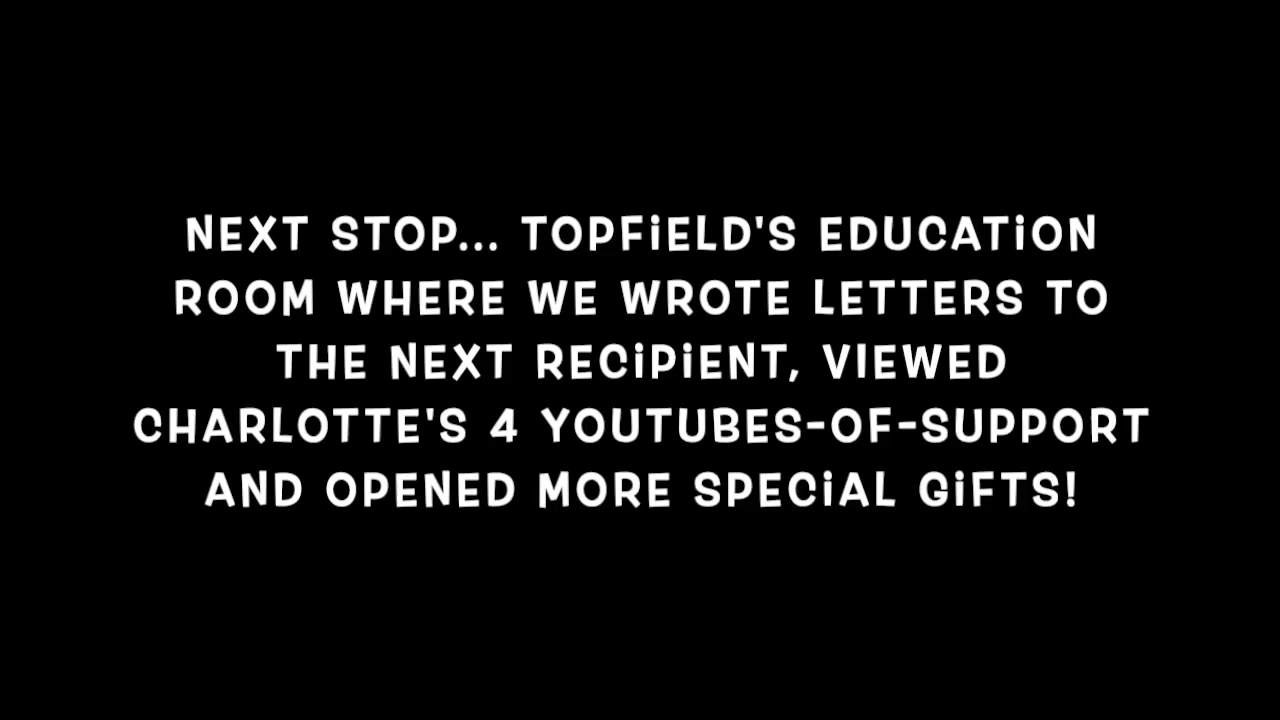 NEXT STOP... TOPFiELD'S EDUCATiON
ROOM WHERE WE WROTE LETTERS TO
THE NEXT RECiPiENT, VIEWED
CHARLOTTE'S 4 YOUTUBES-OF-SUPPORT
AND OPENED MORE SPECiAL GiFTS!